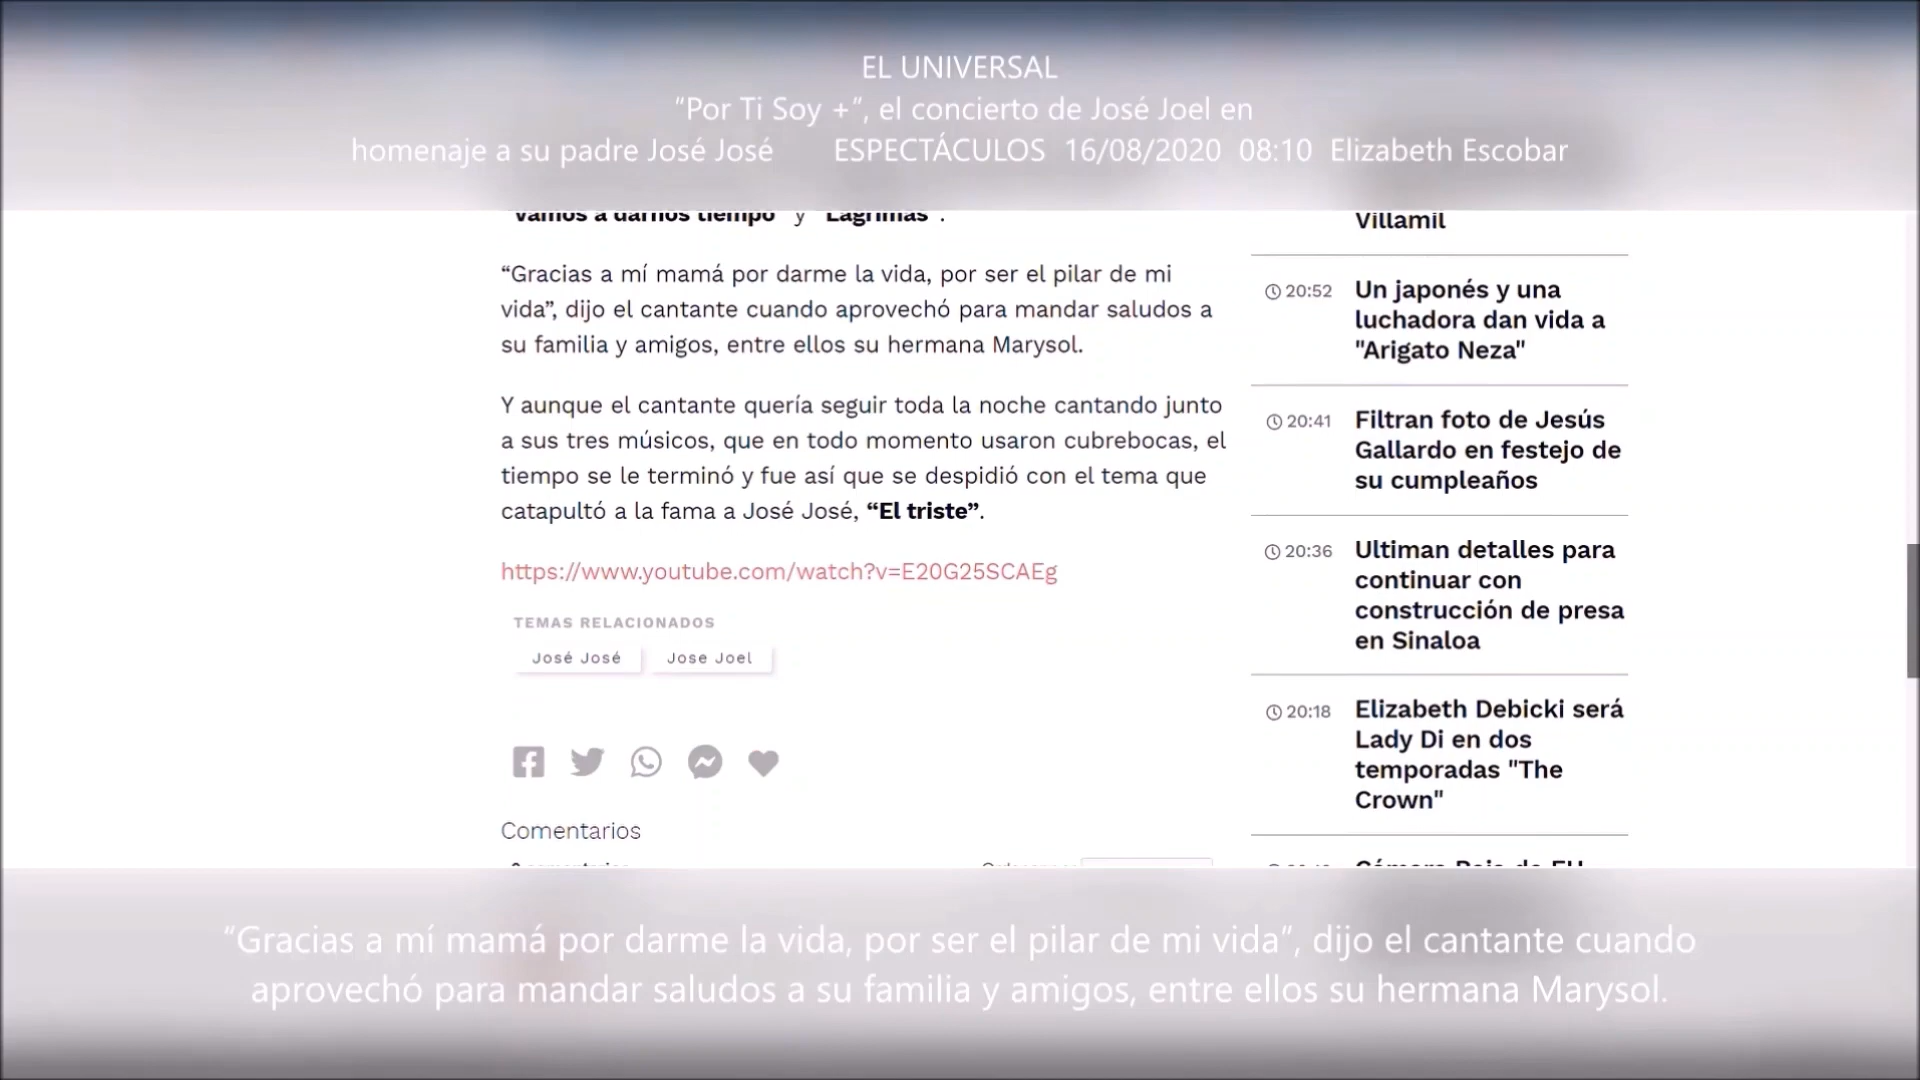 EL UNIVERSAL
“Por Ti Soy +”, el concierto de José Joel en
homenaje a su padre José José ESPECTÁCULOS 16/08/2020 08:10 Elizabeth Escobar
“Vamos a darnos tiempo” y “Lágrimas”.
“Gracias a mí mamá por darme la vida, por ser el pilar de mi
vida”, dijo el cantante cuando aprovechó para mandar saludos a
su familia y amigos, entre ellos su hermana Marysol.
Y aunque el cantante quería seguir toda la noche cantando junto
a sus tres músicos, que en todo momento usaron cubrebocas, el
tiempo se le terminó y fue así que se despidió con el tema que
catapultó a la fama a José José, “El triste”.
https://www.youtube.com/watch?v=E20G25SCAEg
TEMAS RELACIONADOS
José José Jose Joel
Comentarios
Villamil
20:52 Un japonés y una
luchadora dan vida a
"Arigato Neza"
20:41 Filtran foto de Jesús
Gallardo en festejo de
su cumpleaños
20:36 Ultiman detalles para
continuar con
construcción de presa
en Sinaloa
20:18 Elizabeth Debicki será
Lady Di en dos
temporadas "The
Crown"
“Gracias a mí mamá por darme la vida, por ser el pilar de mi vida”, dijo el cantante cuando
aprovechó para mandar saludos a su familia y amigos, entre ellos su hermana Marysol.